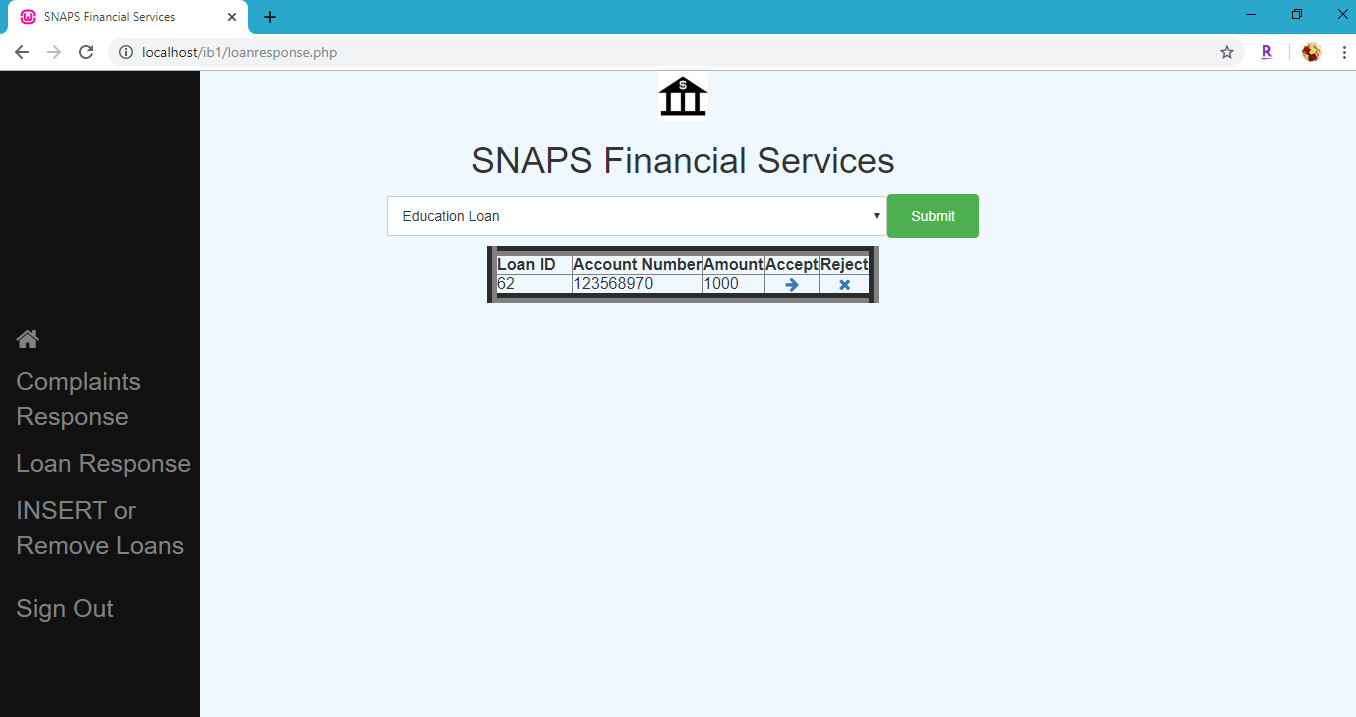 SNAPS Financial Services
localhost/ib1/loanresponse.php
R
$
SNAPS Financial Services
Education Loan
Submit
Loan ID Account Number Amount Accept Reject
62 123568970 1000
Complaints
Response
Loan Response
INSERT or
Remove Loans
Sign Out